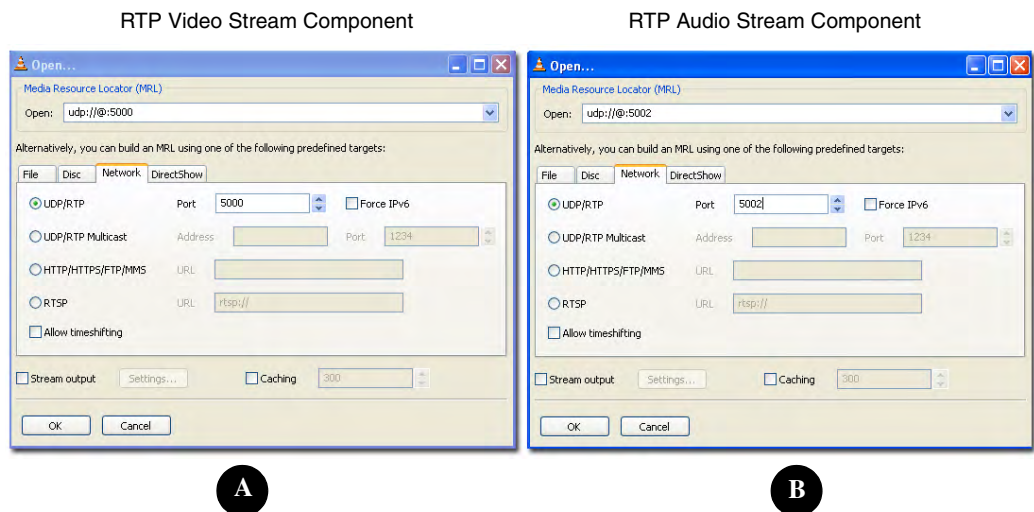 RTP Video Stream Component
Open...
Media Resource Locator (MRL)
Open: udp://@:5000
Alternatively, you can build an MRL using one of the following predefined targets:
File Disc Network DirectShow
UDP/RTP Port 5000 Force IPv6
UDP/RTP Multicast Address Port 1234
HTTP/HTTPS/FTP/MMS URL
RTSP URL rtsp://
Allow timeshifting
Stream output Settings... Caching 300
OK Cancel
A
RTP Audio Stream Component
Open...
Media Resource Locator (MRL)
Open: udp://@:5002
Alternatively, you can build an MRL using one of the following predefined targets:
File Disc Network DirectShow
UDP/RTP Port 5002 Force IPv6
UDP/RTP Multicast Address Port 1234
HTTP/HTTPS/FTP/MMS URL
RTSP URL rtsp://
Allow timeshifting
Stream output Settings... Caching 300
OK Cancel
B